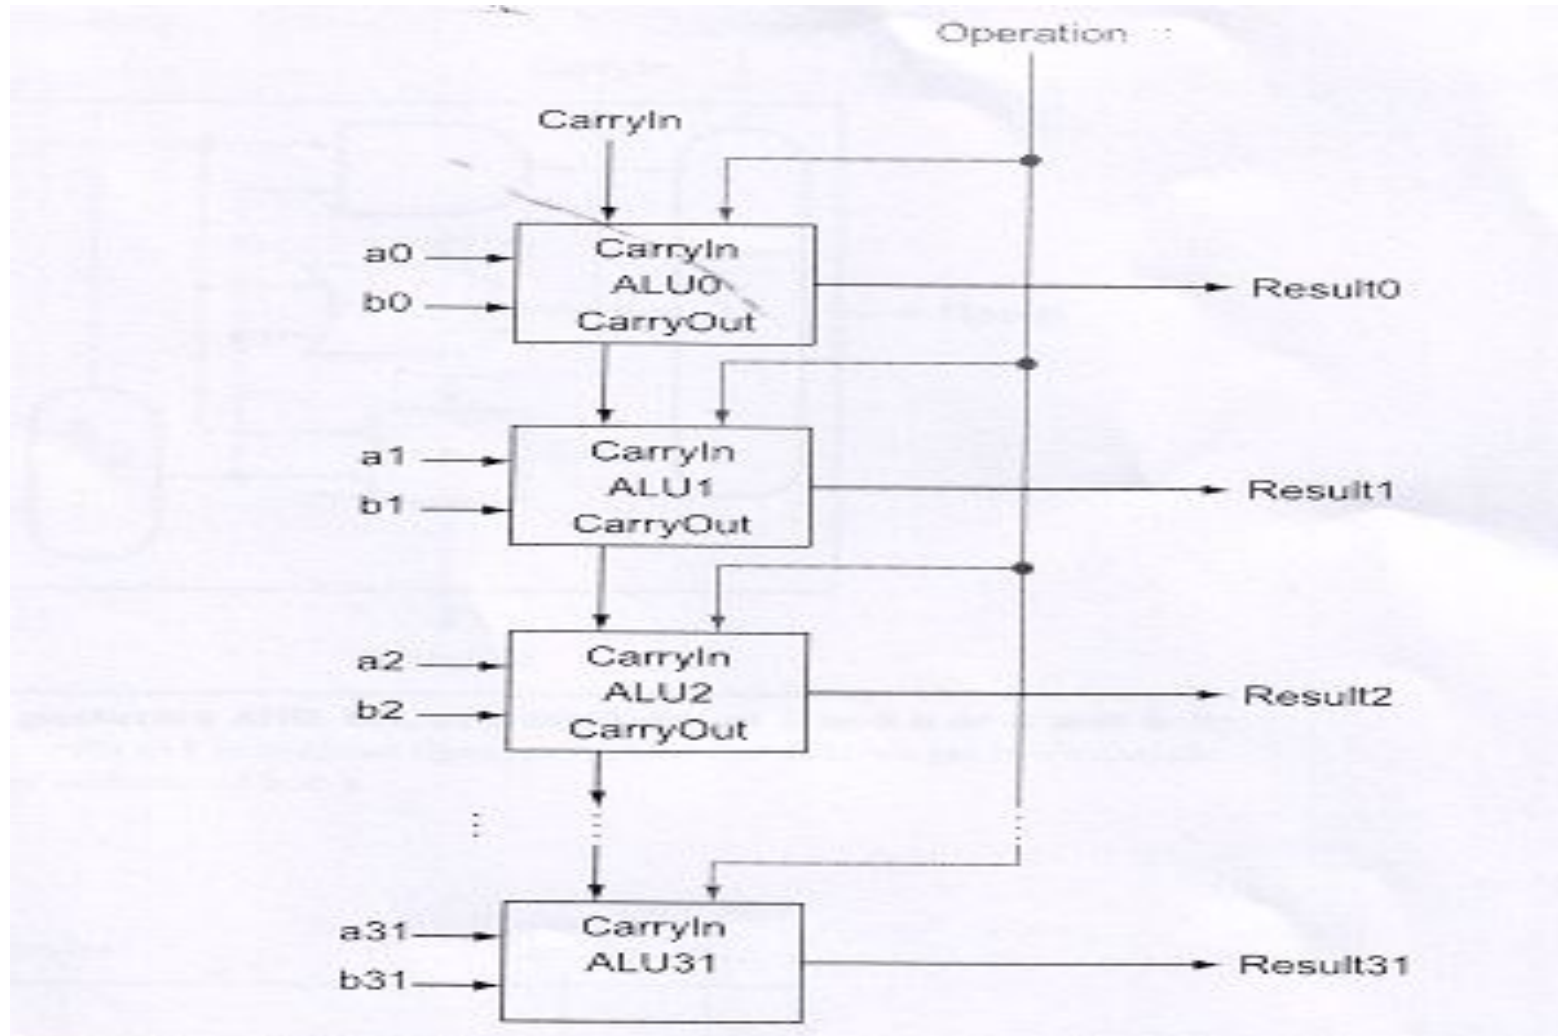 Operation
CarryIn
a0
b0
CarryIn
ALU0
CarryOut
Result0
a1
b1
CarryIn
ALU1
CarryOut
Result1
a2
b2
CarryIn
ALU2
CarryOut
Result2
a31
b31
CarryIn
ALU31
Result31